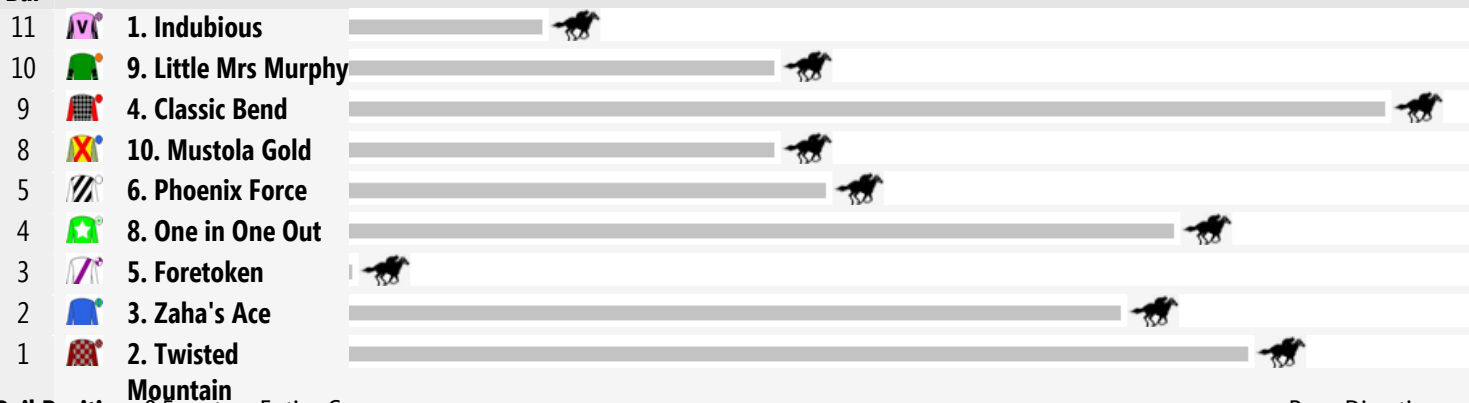 11 V 1. Indubious
10 9. Little Mrs Murphy
9 4. Classic Bend
8 10. Mustola Gold
5 6. Phoenix Force
4 8. One in One Out
3 5. Foretoken
2 3. Zaha's Ace
1 2. Twisted
Mountain